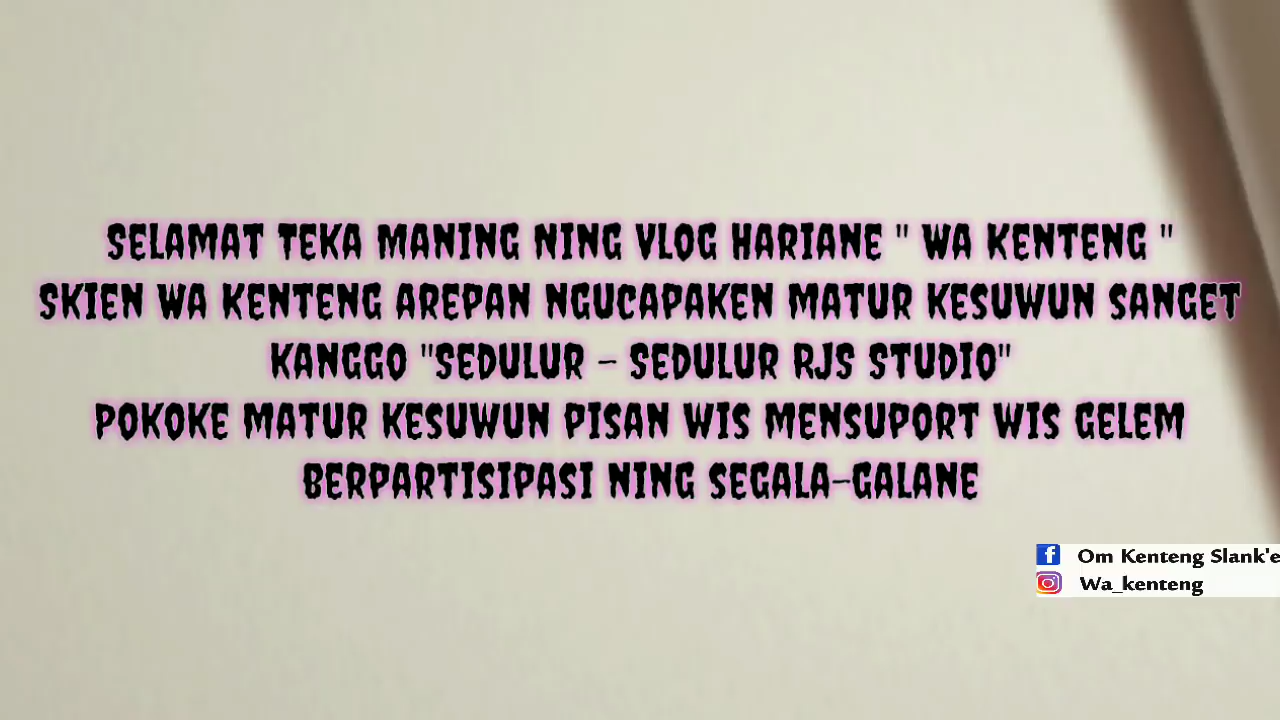 SELAMAT TEKA MANING NING VLOG HARIANE " WA KENTENG "
SKIEN WA KENTENG AREPAN NGUCAPAKEN MATUR KESUWUN SANGET
KANGGO "SEDULUR - SEDULUR RJS STUDIO"
POKOKE MATUR KESUWUN PISAN WIS MENSUPORT WIS GELEM
BERPARTISIPASI NING SEGALA-GALANE
Om Kenteng Slank'e
Wa_kenteng